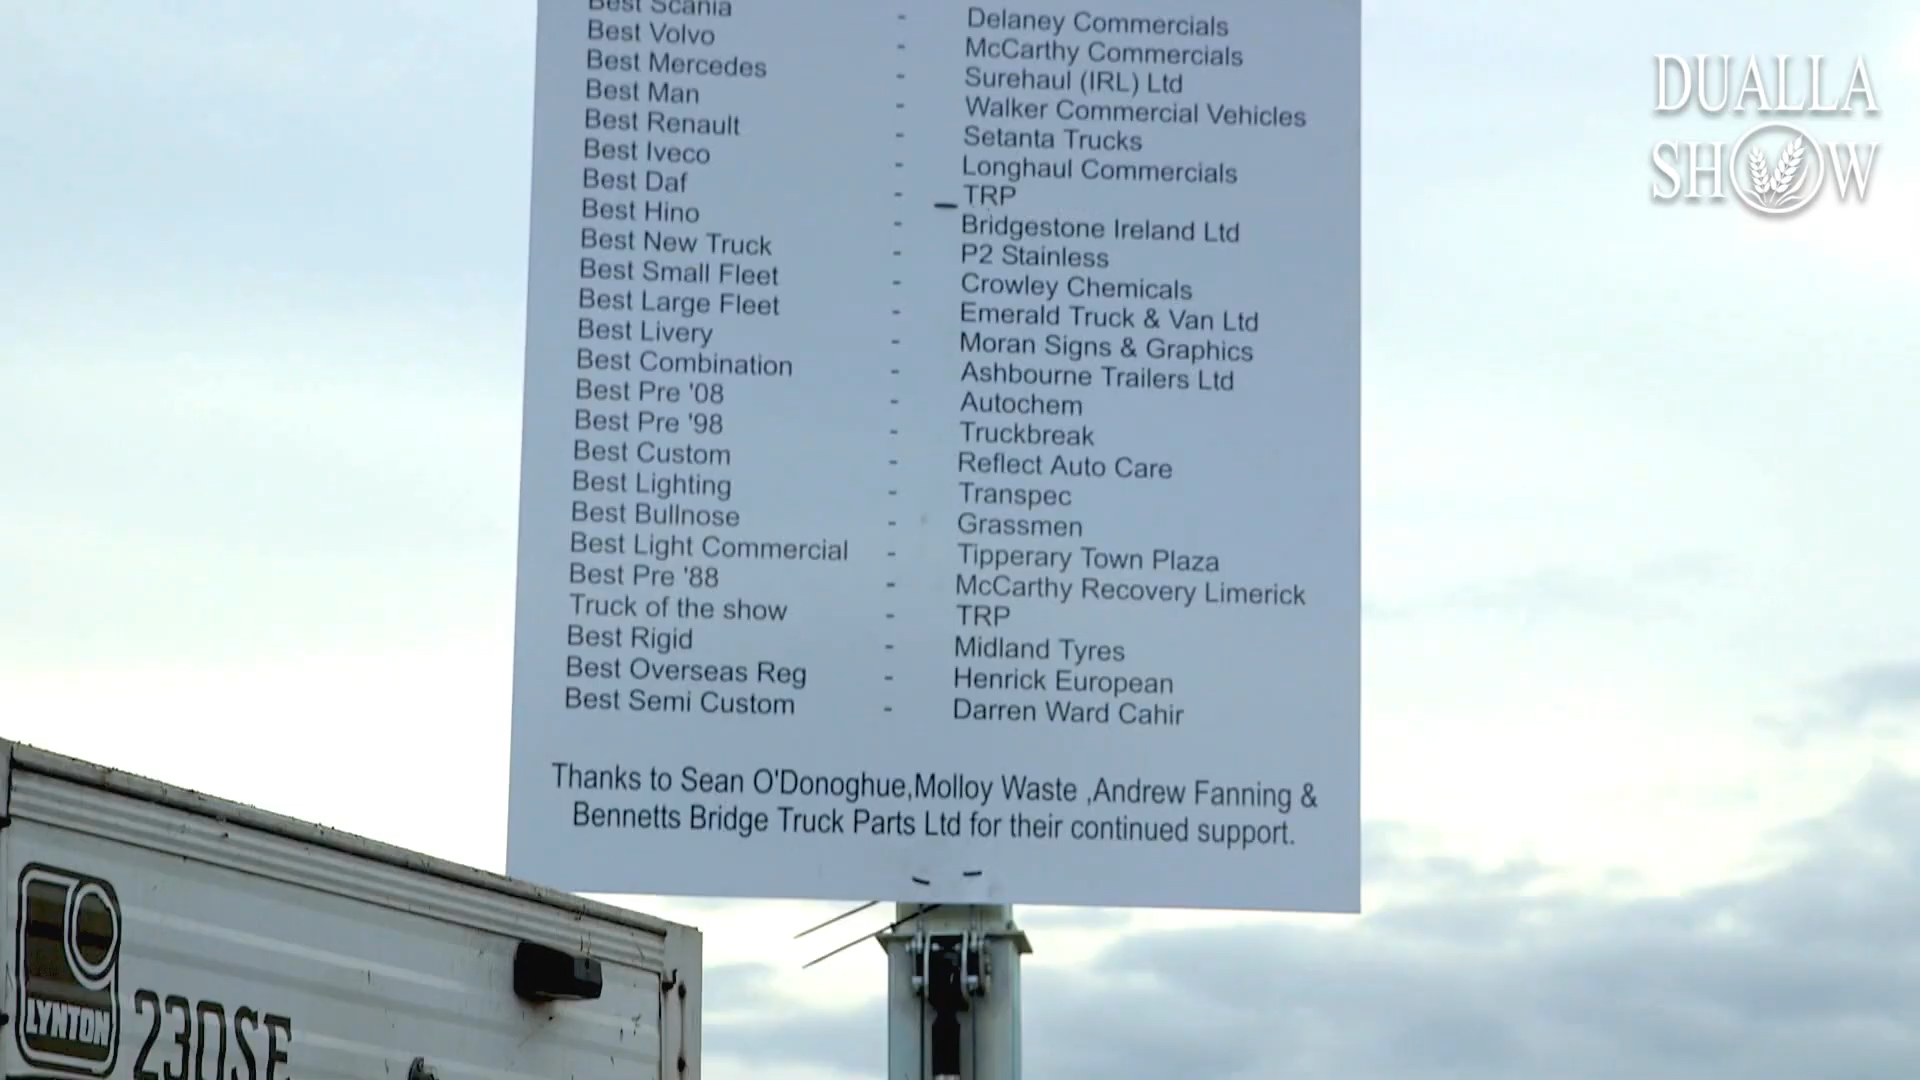 Best Scania - Delaney Commercials
Best Volvo - McCarthy Commercials
Best Mercedes - Surehaul (IRL) Ltd
Best Man - Walker Commercial Vehicles
Best Renault - Setanta Trucks
Best Iveco - Longhaul Commercials
Best Daf - TRP
Best Hino - Bridgestone Ireland Ltd
Best New Truck - P2 Stainless
Best Small Fleet - Crowley Chemicals
Best Large Fleet - Emerald Truck & Van Ltd
Best Livery - Moran Signs & Graphics
Best Combination - Ashbourne Trailers Ltd
Best Pre '08 - Autochem
Best Pre '98 - Truckbreak
Best Custom - Reflect Auto Care
Best Lighting - Transpec
Best Bullnose - Grassmen
Best Light Commercial - Tipperary Town Plaza
Best Pre '88 - McCarthy Recovery Limerick
Truck of the show - TRP
Best Rigid - Midland Tyres
Best Overseas Reg - Henrick European
Best Semi Custom - Darren Ward Cahir
Thanks to Sean O'Donoghue,Molloy Waste ,Andrew Fanning &
Bennetts Bridge Truck Parts Ltd for their continued support.
DUALLA
SHOW
LYNTON
230SE